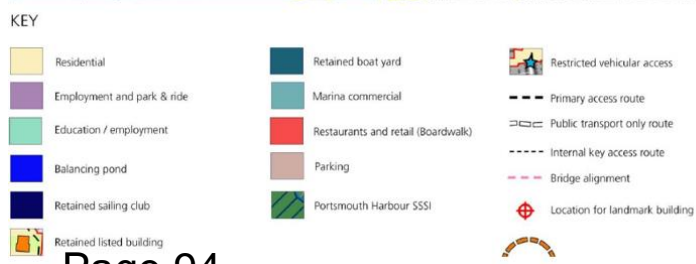 KEY
Residential
Employment and park & ride
Education / employment
Balancing pond
Retained sailing club
Retained listed building
Retained boat yard
Marina commercial
Restaurants and retail (Boardwalk)
Parking
Portsmouth Harbour SSSI
Restricted vehicular access
Primary access route
Public transport only route
Internal key access route
Bridge alignment
Location for landmark building
Page 94